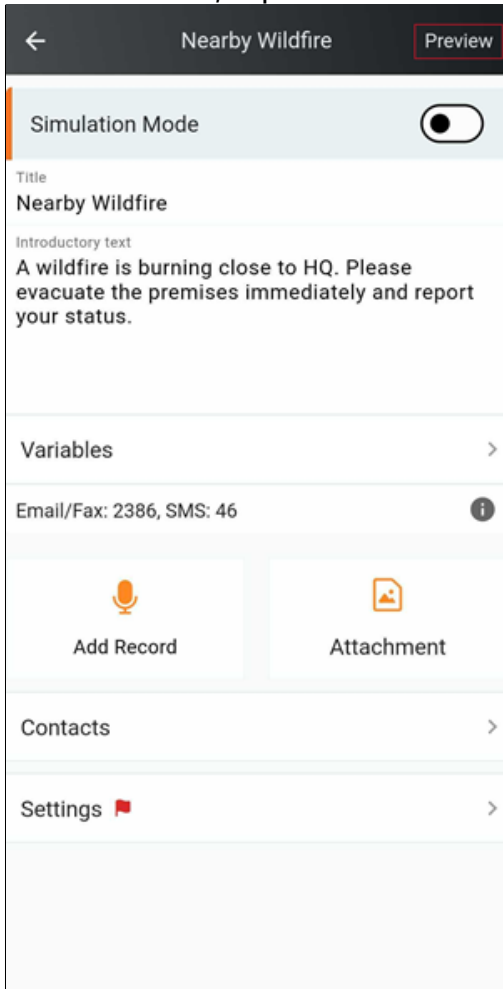 Nearby Wildfire
Preview
Simulation Mode
Title
Nearby Wildfire
Introductory text
A wildfire is burning close to HQ. Please
evacuate the premises immediately and report
your status.
Variables
Email/Fax: 2386, SMS: 46
Add Record
Attachment
Contacts
Settings